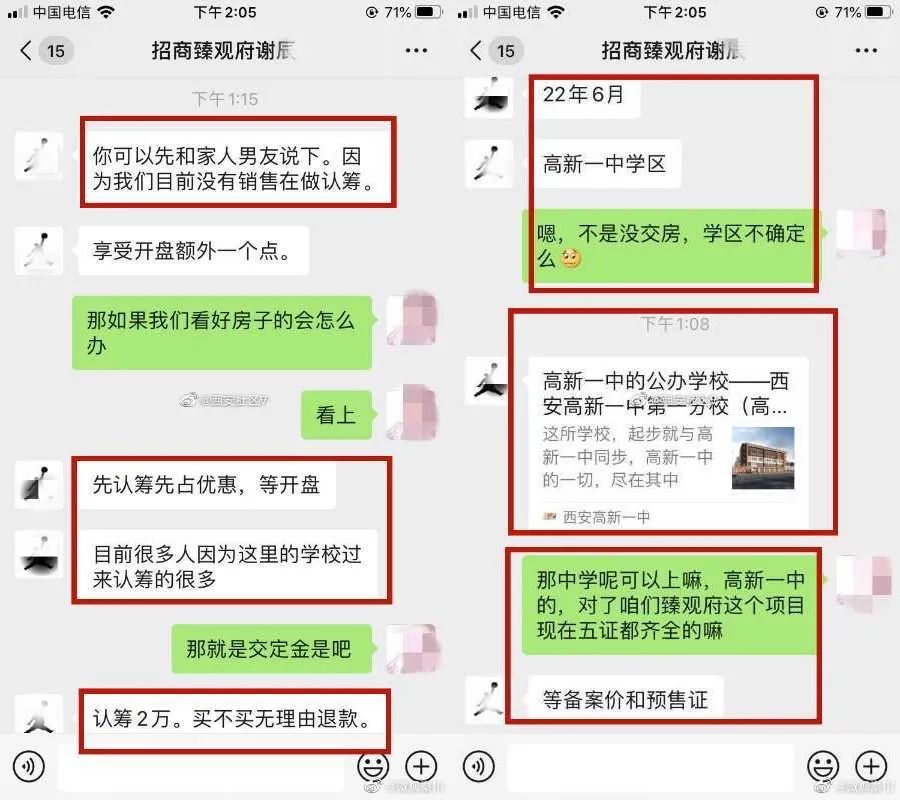 中国电信
下午2:05
71%
15
招商臻观府谢辰
下午 1:15
你可以先和家人男友说下。因
为我们目前没有销售在做认筹。
享受开盘额外一个点。
那如果我们看好房子的会怎么
办
看上
先认筹先占优惠，等开盘
目前很多人因为这里的学校过
来认筹的很多
那就是交定金是吧
认筹2万。买不买无理由退款。
中国电信
下午2:05
71%
15
招商臻观府谢辰
22年6月
高新一中学区
嗯，不是没交房，学区不确定
么
下午 1:08
高新一中的公办学校——西
安高新一中第一分校（高...
这所学校，起步就与高
新一中同步，高新一中
的一切，尽在其中
西安高新一中
那中学呢可以上嘛，高新一中
的，对了咱们臻观府这个项目
现在五证都齐全的嘛
等备案价和预售证